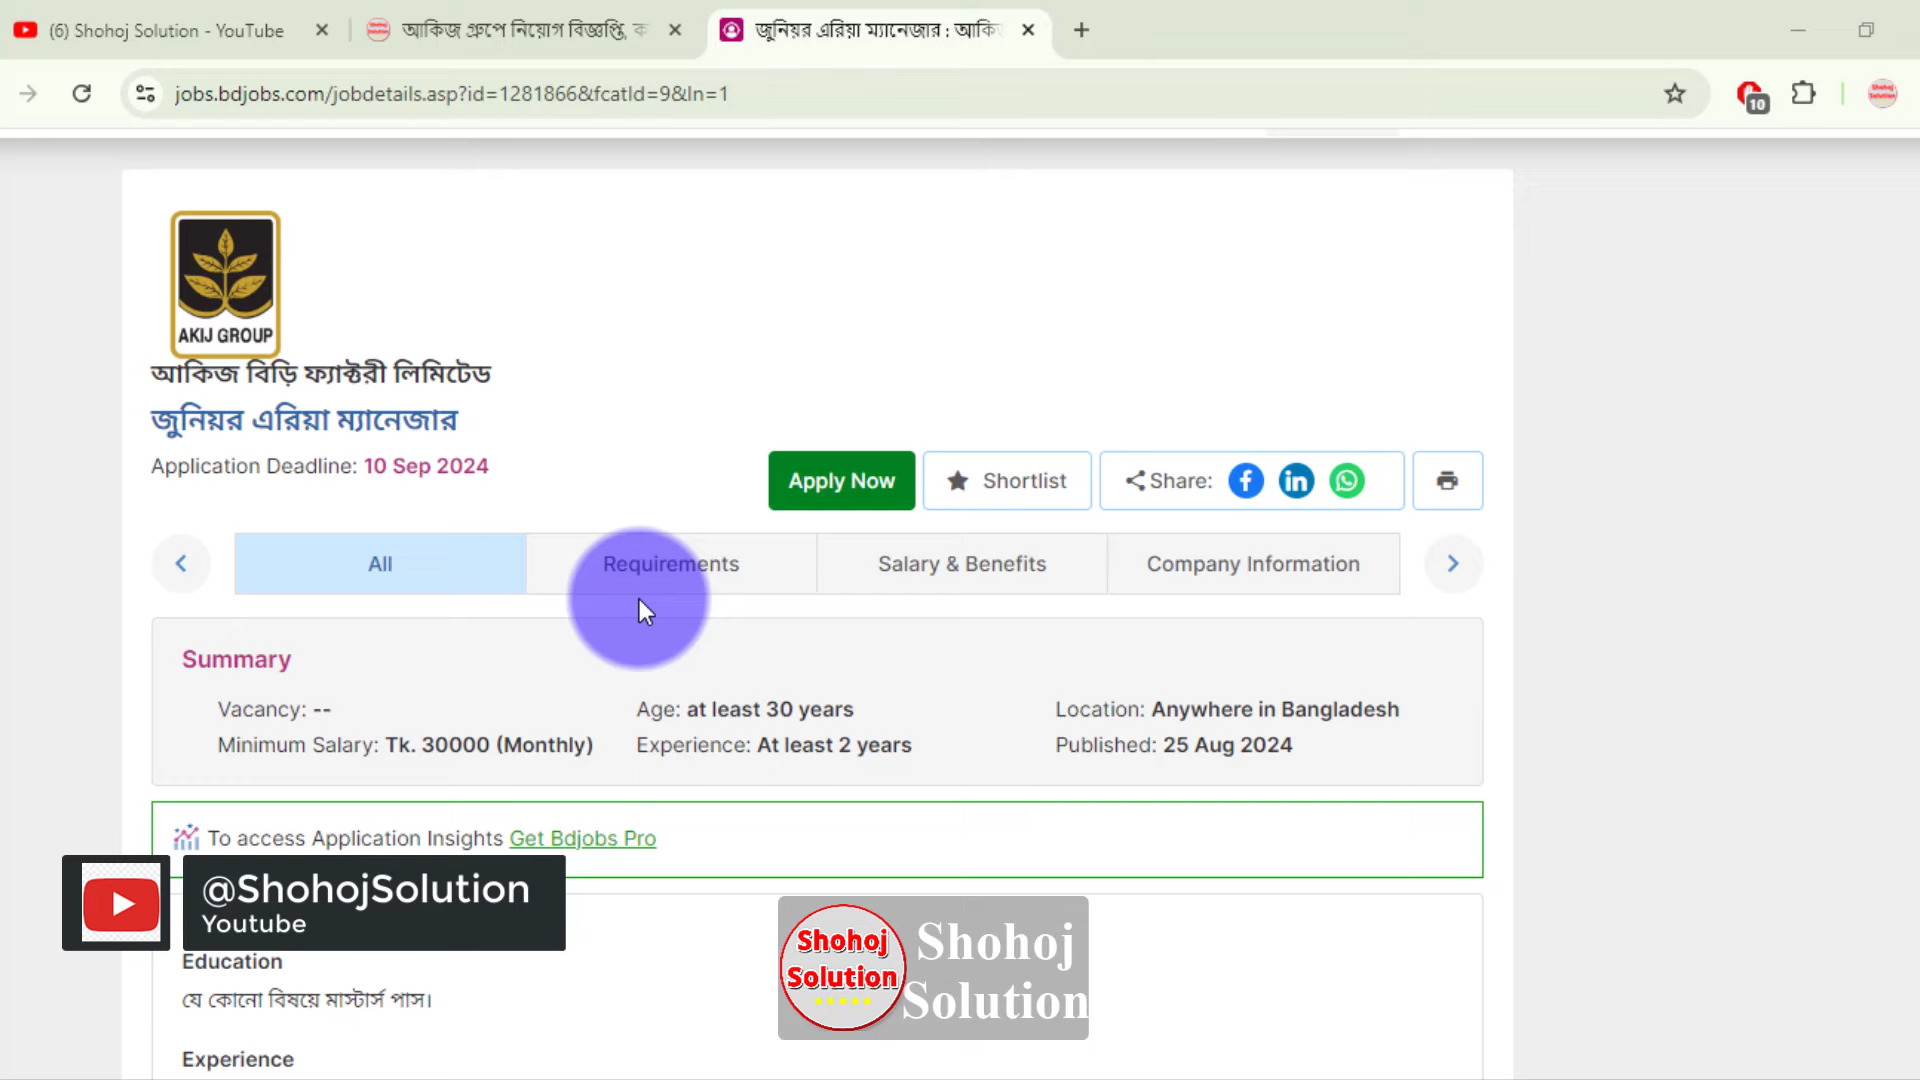 (6) Shohoj Solution - YouTube
আকিজ গ্রুপে নিয়োগ বিজ্ঞপ্তি, ক
জুনিয়র এরিয়া ম্যানেজার : আকি
jobs.bdjobs.com/jobdetails.asp?id=1281866&fcatId=9&ln=1
10
Shohoj
Solution
AKIJ GROUP
আকিজ বিড়ি ফ্যাক্টরী লিমিটেড
জুনিয়র এরিয়া ম্যানেজার
Application Deadline: 10 Sep 2024
Apply Now
Shortlist
Share:
All
Requirements
Salary & Benefits
Company Information
Summary
Vacancy: --
Age: at least 30 years
Location: Anywhere in Bangladesh
Minimum Salary: Tk. 30000 (Monthly)
Experience: At least 2 years
Published: 25 Aug 2024
To access Application Insights Get Bdjobs Pro
@ShohojSolution
Youtube
Education
যে কোনো বিষয়ে মাস্টার্স পাস।
Experience
Shohoj
Solution
Shohoj
Solution